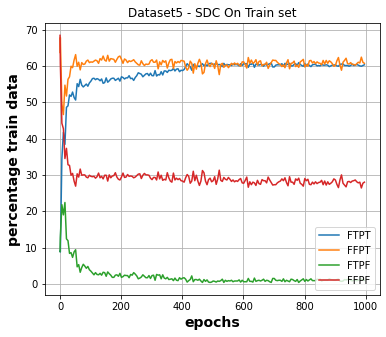 Dataset5 - SDC On Train set
percentage train data
70
60
50
40
30
20
10
0
0
200
400
600
800
1000
epochs
FTPT
FFPT
FTPF
FFPF